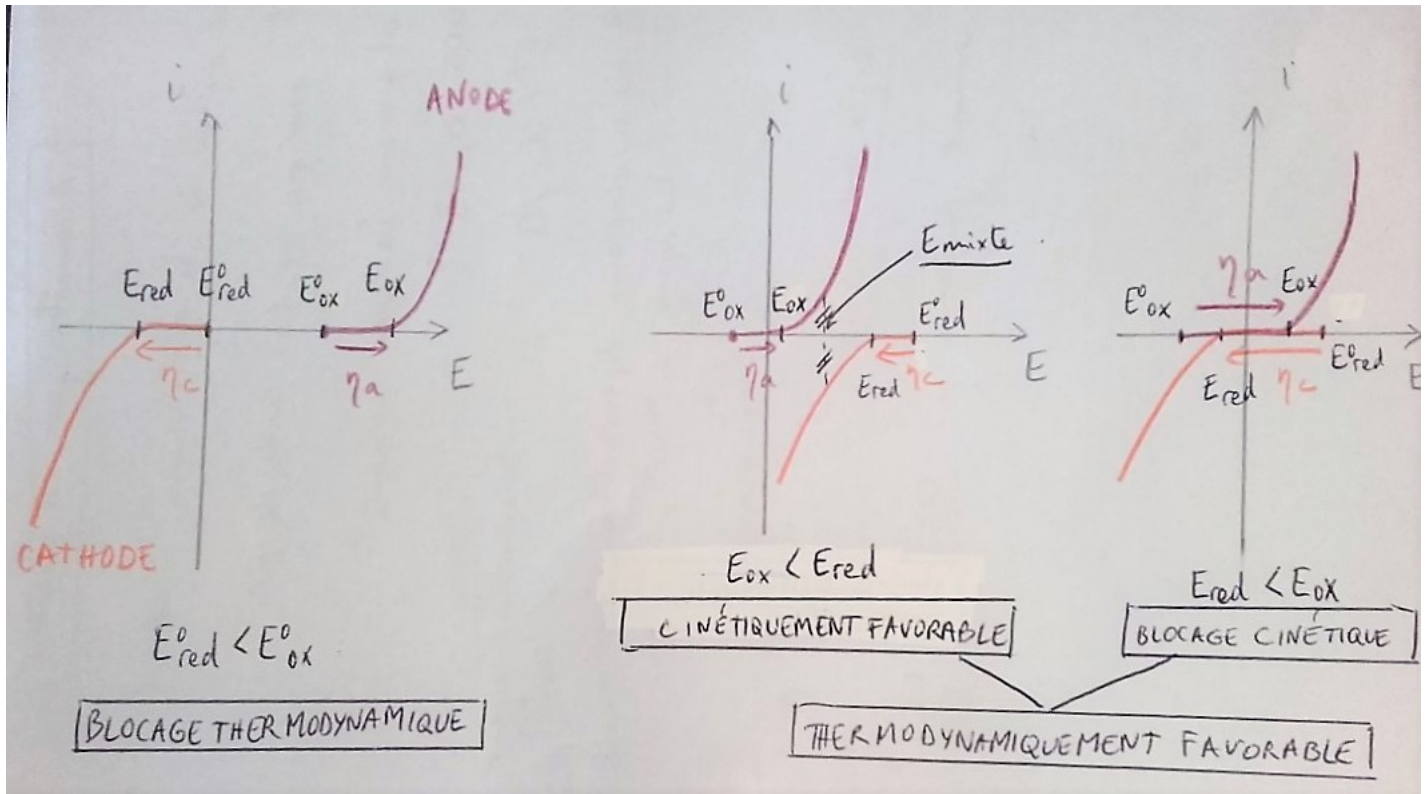 i
ANODE
Ered
E°red
E°ox
Eox
ηc
ηa
E
CATHODE
E°red < E°ox
BLOCAGE THERMODYNAMIQUE
i
Emixte
E°ox
Eox
E°red
ηa
Ered
ηc
E
Eox < Ered
CINÉTIQUEMENT FAVORABLE
i
ηa
E°ox
Eox
E°red
Ered
ηc
E
Ered < Eox
BLOCAGE CINÉTIQUE
THERMODYNAMIQUEMENT FAVORABLE